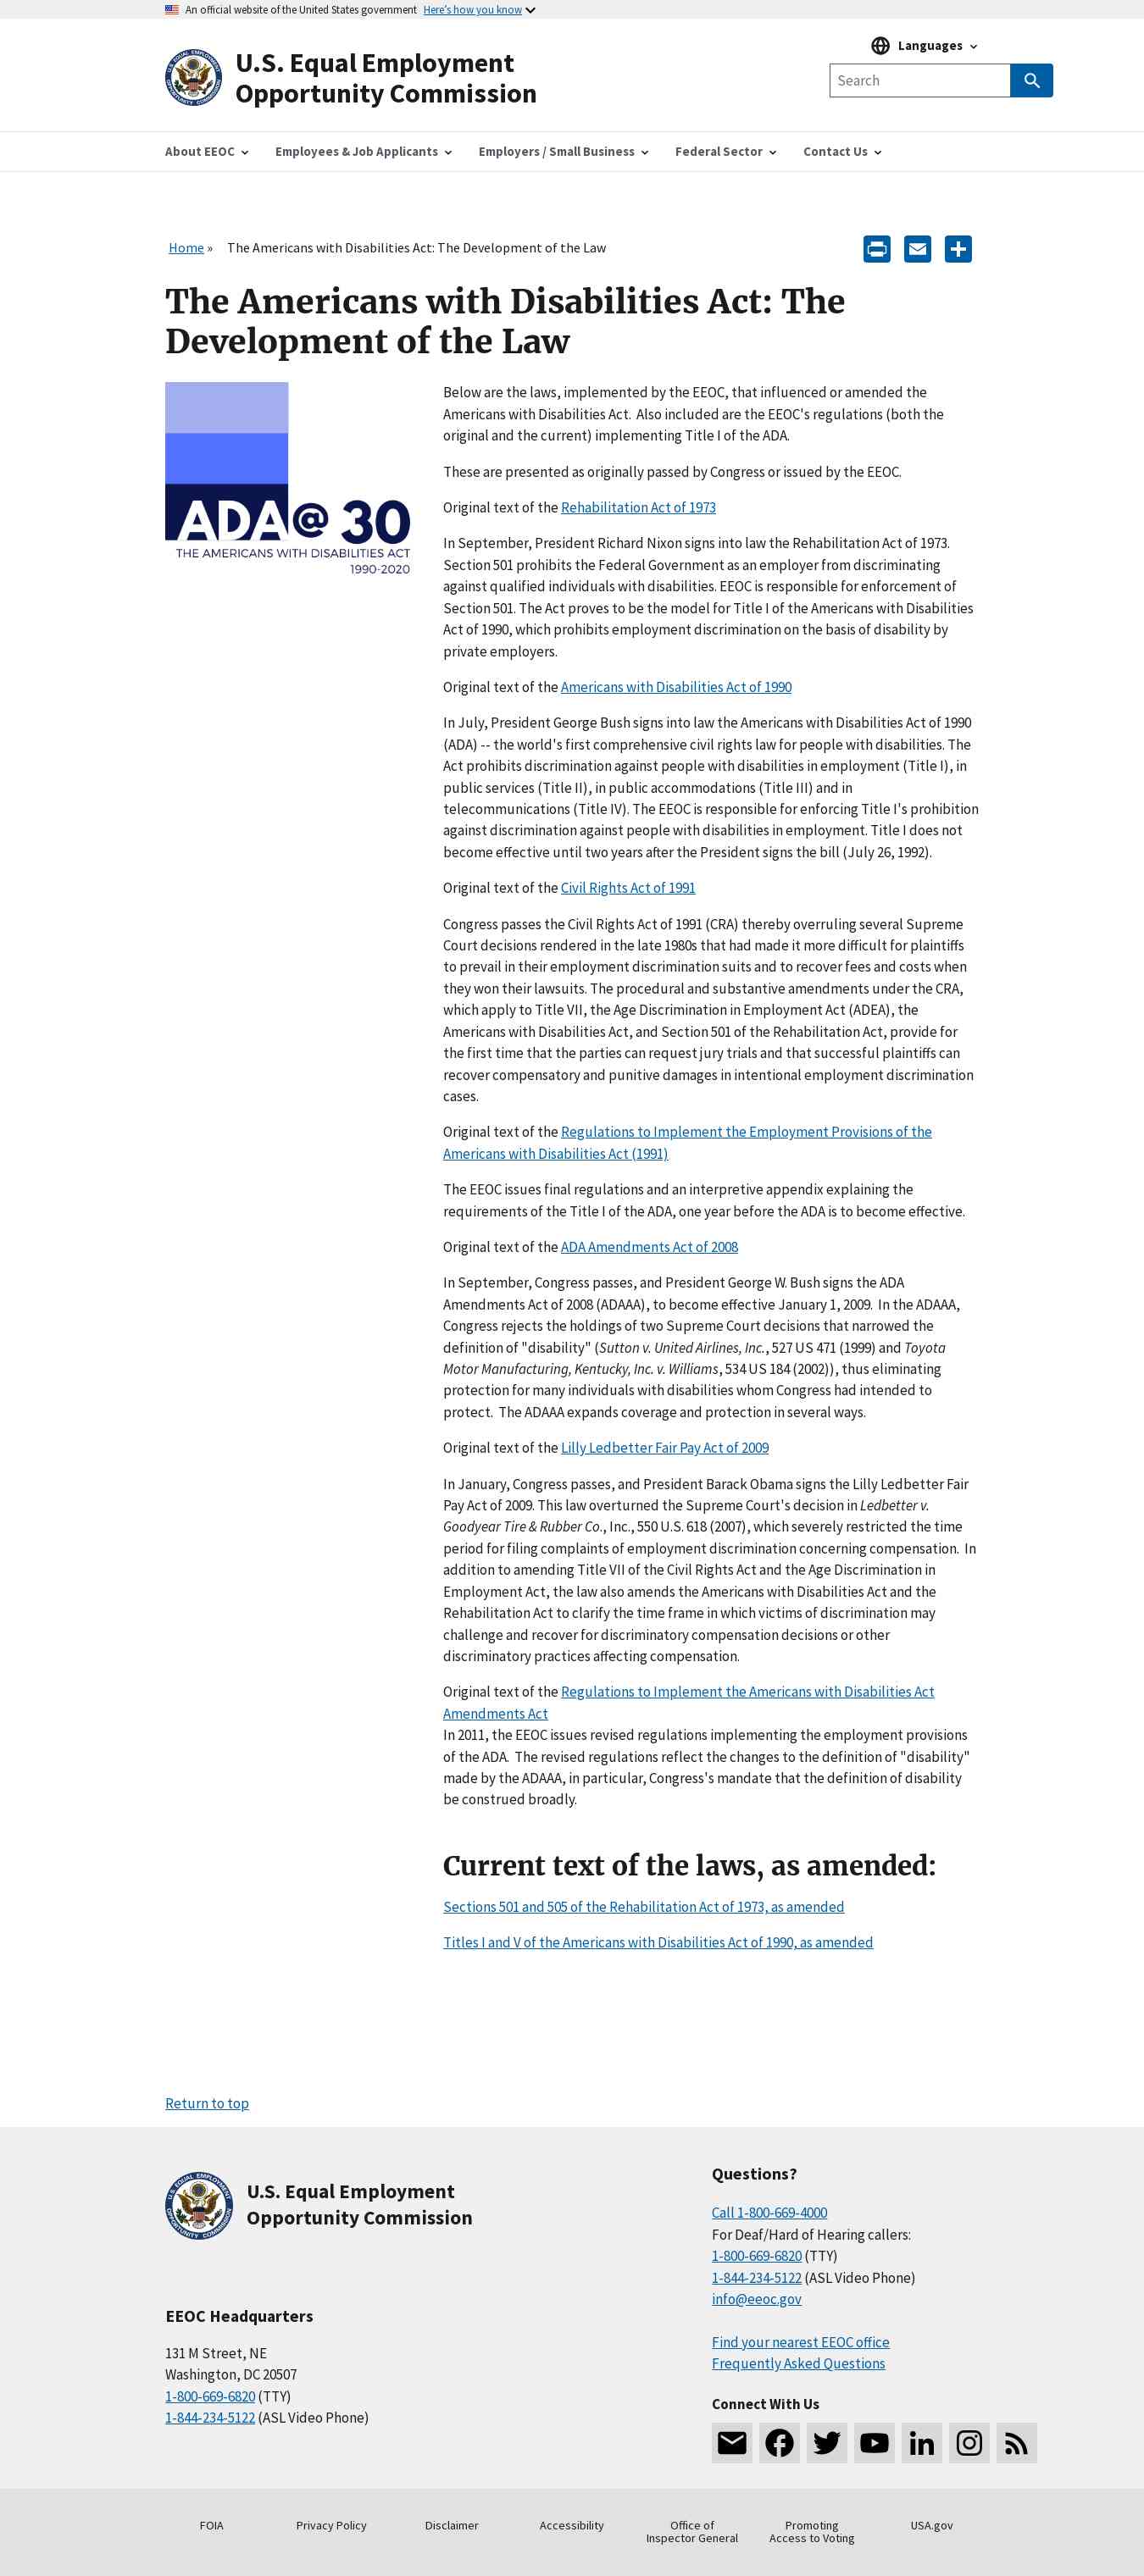 An official website of the United States government Here's how you know
U.S. Equal Employment
Opportunity Commission
Languages
Search
About EEOC
Employees & Job Applicants
Employers / Small Business
Federal Sector
Contact Us
Home » The Americans with Disabilities Act: The Development of the Law
The Americans with Disabilities Act: The
Development of the Law
ADA@ 30
THE AMERICANS WITH DISABILITIES ACT
1990-2020
Below are the laws, implemented by the EEOC, that influenced or amended the
Americans with Disabilities Act. Also included are the EEOC's regulations (both the
original and the current) implementing Title I of the ADA.
These are presented as originally passed by Congress or issued by the EEOC.
Original text of the Rehabilitation Act of 1973
In September, President Richard Nixon signs into law the Rehabilitation Act of 1973.
Section 501 prohibits the Federal Government as an employer from discriminating
against qualified individuals with disabilities. EEOC is responsible for enforcement of
Section 501. The Act proves to be the model for Title I of the Americans with Disabilities
Act of 1990, which prohibits employment discrimination on the basis of disability by
private employers.
Original text of the Americans with Disabilities Act of 1990
In July, President George Bush signs into law the Americans with Disabilities Act of 1990
(ADA) -- the world's first comprehensive civil rights law for people with disabilities. The
Act prohibits discrimination against people with disabilities in employment (Title I), in
public services (Title II), in public accommodations (Title III) and in
telecommunications (Title IV). The EEOC is responsible for enforcing Title I's prohibition
against discrimination against people with disabilities in employment. Title I does not
become effective until two years after the President signs the bill (July 26, 1992).
Original text of the Civil Rights Act of 1991
Congress passes the Civil Rights Act of 1991 (CRA) thereby overruling several Supreme
Court decisions rendered in the late 1980s that had made it more difficult for plaintiffs
to prevail in their employment discrimination suits and to recover fees and costs when
they won their lawsuits. The procedural and substantive amendments under the CRA,
which apply to Title VII, the Age Discrimination in Employment Act (ADEA), the
Americans with Disabilities Act, and Section 501 of the Rehabilitation Act, provide for
the first time that the parties can request jury trials and that successful plaintiffs can
recover compensatory and punitive damages in intentional employment discrimination
cases.
Original text of the Regulations to Implement the Employment Provisions of the
Americans with Disabilities Act (1991)
The EEOC issues final regulations and an interpretive appendix explaining the
requirements of the Title I of the ADA, one year before the ADA is to become effective.
Original text of the ADA Amendments Act of 2008
In September, Congress passes, and President George W. Bush signs the ADA
Amendments Act of 2008 (ADAAA), to become effective January 1, 2009. In the ADAAA,
Congress rejects the holdings of two Supreme Court decisions that narrowed the
definition of "disability" (Sutton v. United Airlines, Inc., 527 US 471 (1999) and Toyota
Motor Manufacturing, Kentucky, Inc. v. Williams, 534 US 184 (2002)), thus eliminating
protection for many individuals with disabilities whom Congress had intended to
protect. The ADAAA expands coverage and protection in several ways.
Original text of the Lilly Ledbetter Fair Pay Act of 2009
In January, Congress passes, and President Barack Obama signs the Lilly Ledbetter Fair
Pay Act of 2009. This law overturned the Supreme Court's decision in Ledbetter v.
Goodyear Tire & Rubber Co., Inc., 550 U.S. 618 (2007), which severely restricted the time
period for filing complaints of employment discrimination concerning compensation. In
addition to amending Title VII of the Civil Rights Act and the Age Discrimination in
Employment Act, the law also amends the Americans with Disabilities Act and the
Rehabilitation Act to clarify the time frame in which victims of discrimination may
challenge and recover for discriminatory compensation decisions or other
discriminatory practices affecting compensation.
Original text of the Regulations to Implement the Americans with Disabilities Act
Amendments Act
In 2011, the EEOC issues revised regulations implementing the employment provisions
of the ADA. The revised regulations reflect the changes to the definition of "disability"
made by the ADAAA, in particular, Congress's mandate that the definition of disability
be construed broadly.
Current text of the laws, as amended:
Sections 501 and 505 of the Rehabilitation Act of 1973, as amended
Titles I and V of the Americans with Disabilities Act of 1990, as amended
Return to top
U.S. Equal Employment
Opportunity Commission
EEOC Headquarters
131 M Street, NE
Washington, DC 20507
1-800-669-6820 (TTY)
1-844-234-5122 (ASL Video Phone)
Questions?
Call 1-800-669-4000
For Deaf/Hard of Hearing callers:
1-800-669-6820 (TTY)
1-844-234-5122 (ASL Video Phone)
info@eeoc.gov
Find your nearest EEOC office
Frequently Asked Questions
Connect With Us
FOIA
Privacy Policy
Disclaimer
Accessibility
Office of
Inspector General
Promoting
Access to Voting
USA.gov